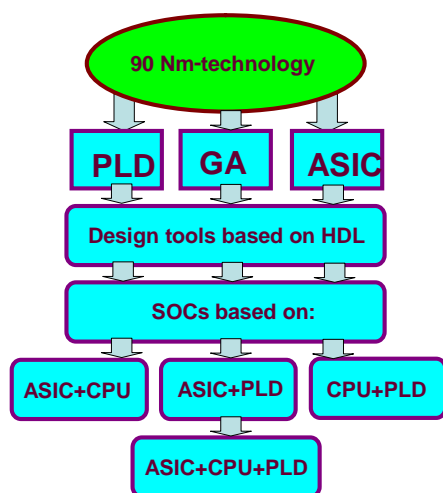 90 Nm-technology
PLD
GA
ASIC
Design tools based on HDL
SOCs based on:
ASIC+CPU
ASIC+PLD
CPU+PLD
ASIC+CPU+PLD